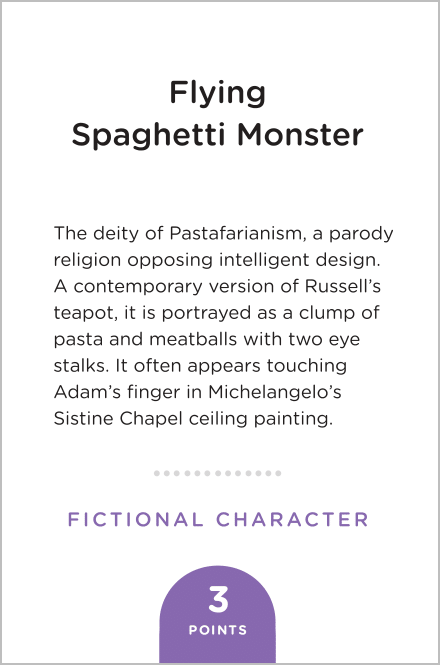 Flying
Spaghetti Monster
The deity of Pastafarianism, a parody
religion opposing intelligent design.
A contemporary version of Russell’s
teapot, it is portrayed as a clump of
pasta and meatballs with two eye
stalks. It often appears touching
Adam’s finger in Michelangelo’s
Sistine Chapel ceiling painting.
FICTIONAL CHARACTER
3
POINTS